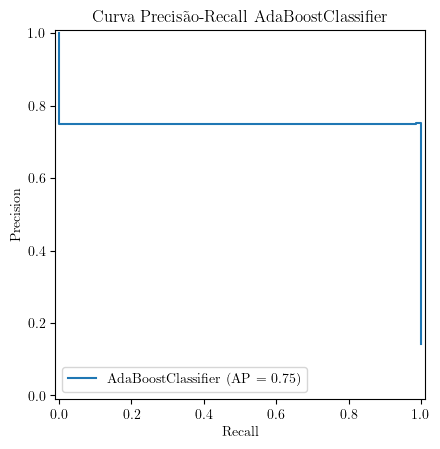 Curva Precisão-Recall AdaBoostClassifier
1.0
0.8
0.6
0.4
0.2
0.0
Precision
AdaBoostClassifier (AP = 0.75)
0.0 0.2 0.4 0.6 0.8 1.0
Recall